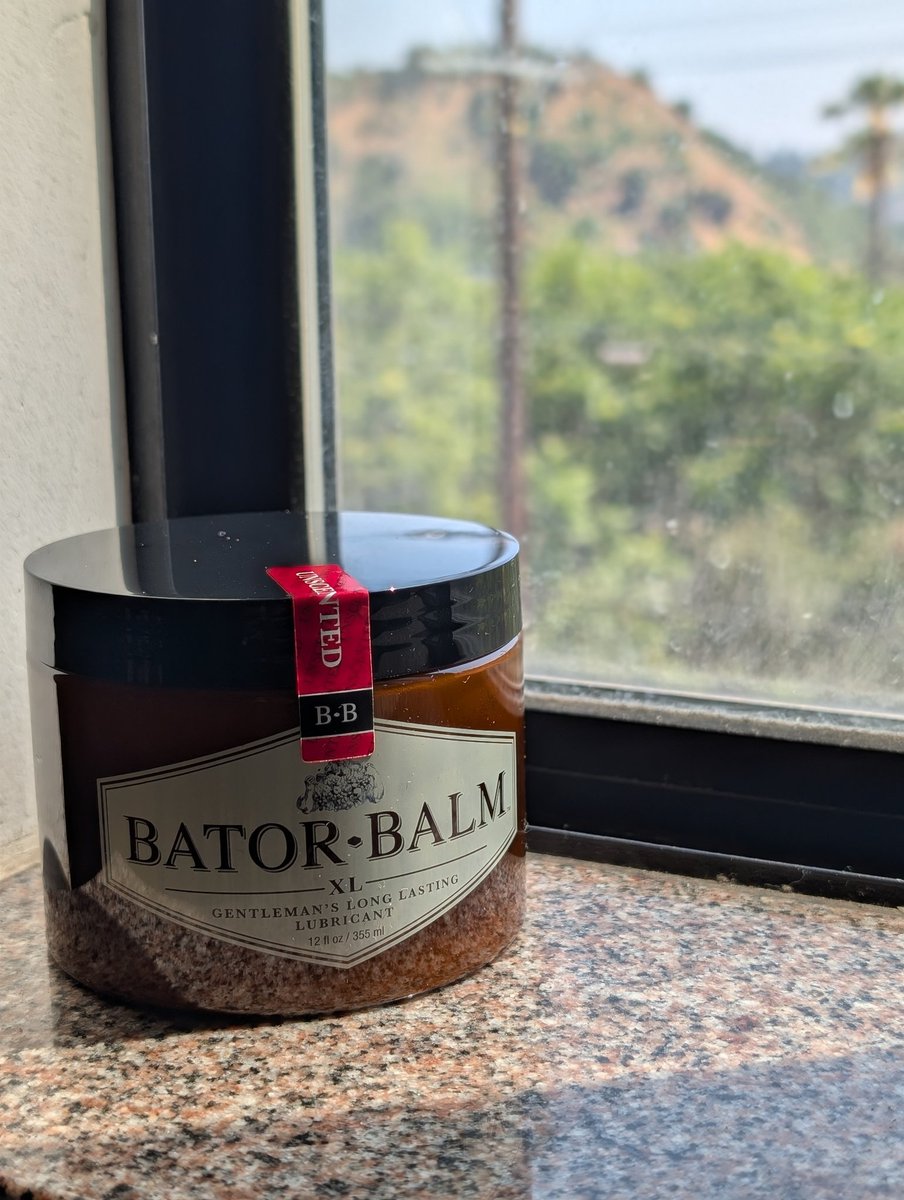 UNSCENTED
B·B
BATOR·BALM
XL
GENTLEMAN'S LONG LASTING
LUBRICANT
12 fl oz / 355 ml